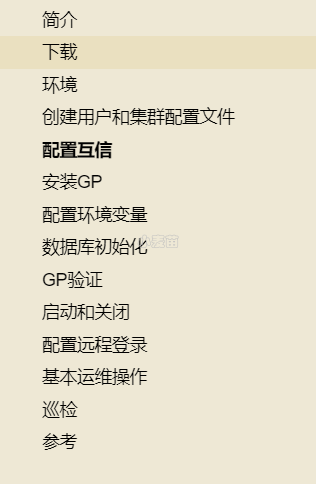 简介
下载
环境
创建用户和集群配置文件
配置互信
安装GP
配置环境变量
数据库初始化
GP验证
启动和关闭
配置远程登录
基本运维操作
巡检
参考